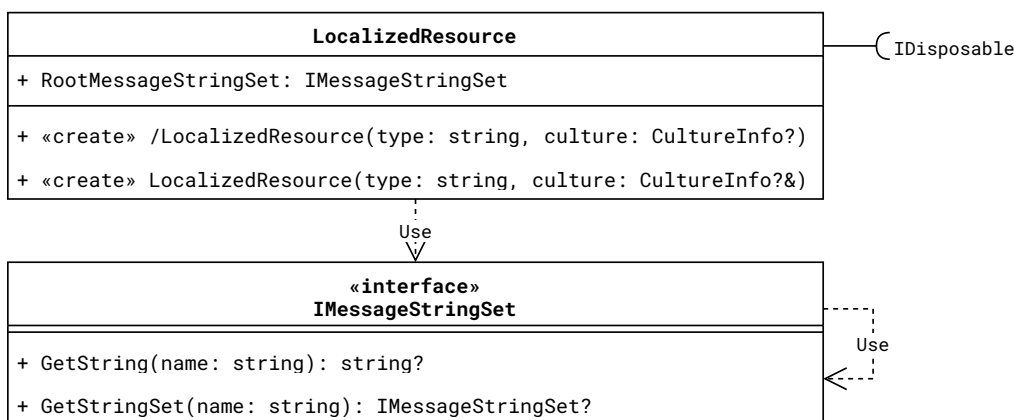 LocalizedResource
IDisposable
+ RootMessageStringSet: IMessageStringSet
+ «create» /LocalizedResource(type: string, culture: CultureInfo?)
+ «create» LocalizedResource(type: string, culture: CultureInfo?&)
Use
«interface»
IMessageStringSet
Use
+ GetString(name: string): string?
+ GetStringSet(name: string): IMessageStringSet?